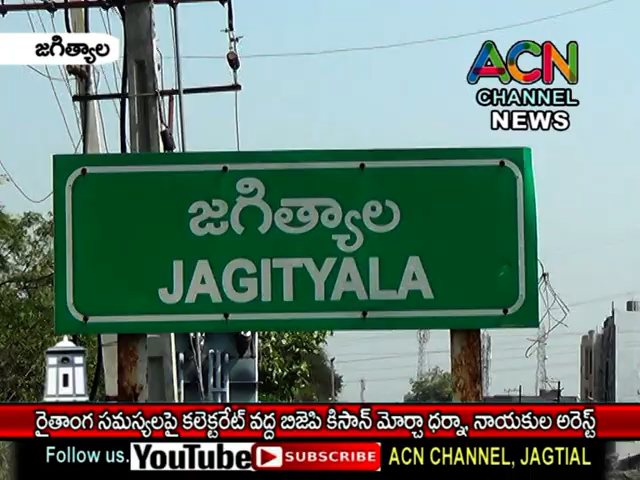 జగిత్యాల
ACN
CHANNEL
NEWS
జగిత్యాల
JAGITYALA
రైతాంగ సమస్యలపై కలెక్టరేట్ వద్ద బిజెపి కిసాన్ మోర్చా ధర్నా, నాయకుల అరెస్ట్
Follow us. YouTube SUBSCRIBE ACN CHANNEL, JAGTIAL